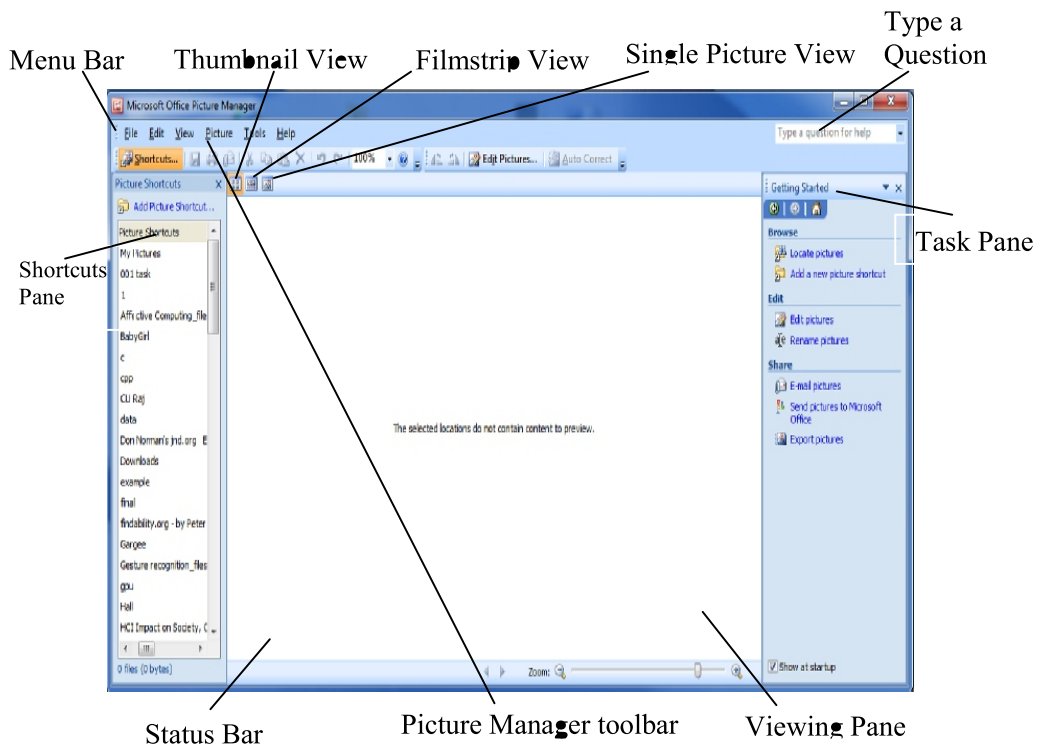 Type a
Question
Menu Bar
Thumbnail View
Filmstrip View
Single Picture View
Microsoft Office Picture Manager
File Edit View Picture Tools Help
Type a question for help
Shortcuts...
100%
Edit Pictures...
Auto Correct
Picture Shortcuts
Add Picture Shortcut...
Picture Shortcuts
My Pictures
001 task
1
Affective Computing_file
BabyGirl
c
cpp
CU Raj
data
Don Norman's jnd.org E
Downloads
example
final
findability.org - by Peter
Gargee
Gesture recognition_files
gpu
Hall
HCI Impact on Society, C
0 files (0 bytes)
Shortcuts
Pane
The selected locations do not contain content to preview.
Zoom:
Getting Started
Browse
Locate pictures
Add a new picture shortcut
Edit
Edit pictures
Rename pictures
Share
E-mail pictures
Send pictures to Microsoft
Office
Export pictures
Show at startup
Task Pane
Status Bar
Picture Manager toolbar
Viewing Pane